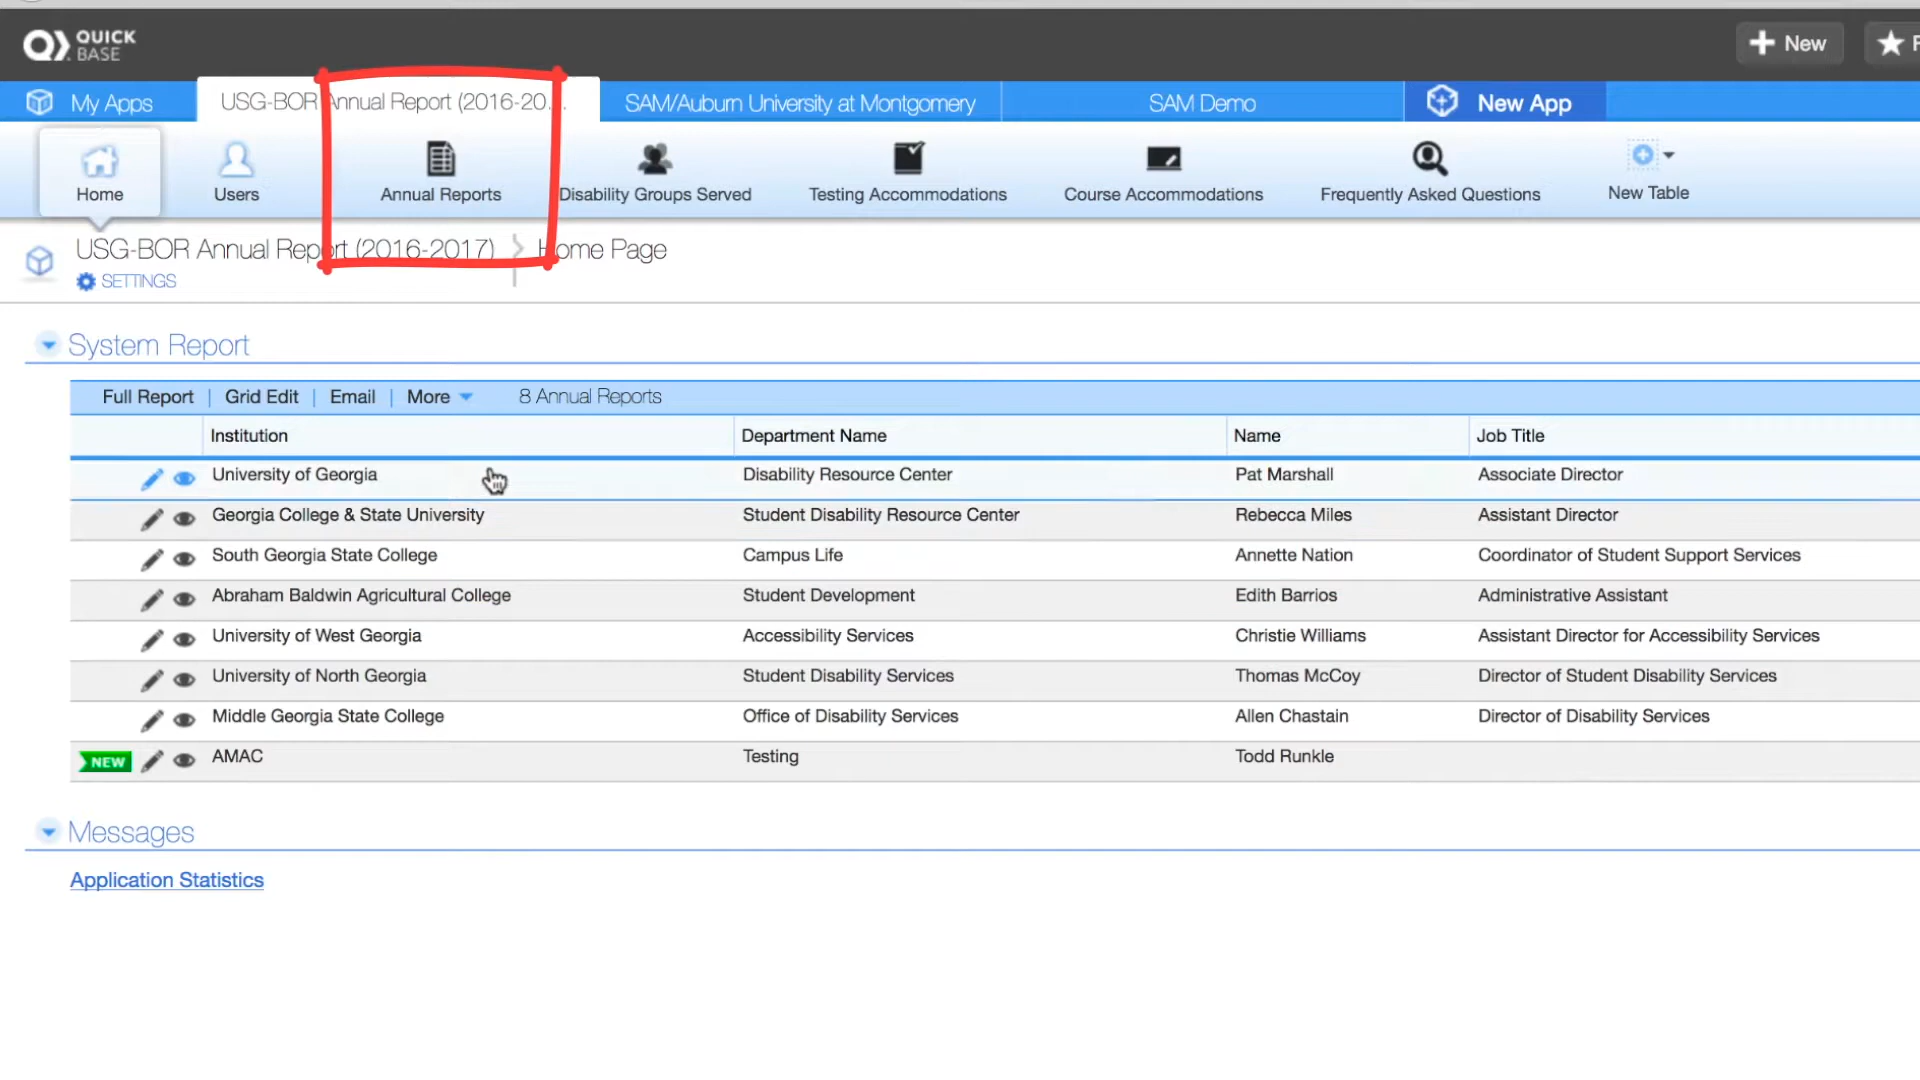 QUICK
BASE
New
My Apps
USG-BOR Annual Report (2016-20...
SAM/Auburn University at Montgomery
SAM Demo
New App
Home
Users
Annual Reports
Disability Groups Served
Testing Accommodations
Course Accommodations
Frequently Asked Questions
New Table
USG-BOR Annual Report (2016-2017)
Home Page
SETTINGS
System Report
Full Report | Grid Edit | Email | More 8 Annual Reports
Institution Department Name Name Job Title
University of Georgia Disability Resource Center Pat Marshall Associate Director
Georgia College & State University Student Disability Resource Center Rebecca Miles Assistant Director
South Georgia State College Campus Life Annette Nation Coordinator of Student Support Services
Abraham Baldwin Agricultural College Student Development Edith Barrios Administrative Assistant
University of West Georgia Accessibility Services Christie Williams Assistant Director for Accessibility Services
University of North Georgia Student Disability Services Thomas McCoy Director of Student Disability Services
Middle Georgia State College Office of Disability Services Allen Chastain Director of Disability Services
NEW AMAC Testing Todd Runkle
Messages
Application Statistics